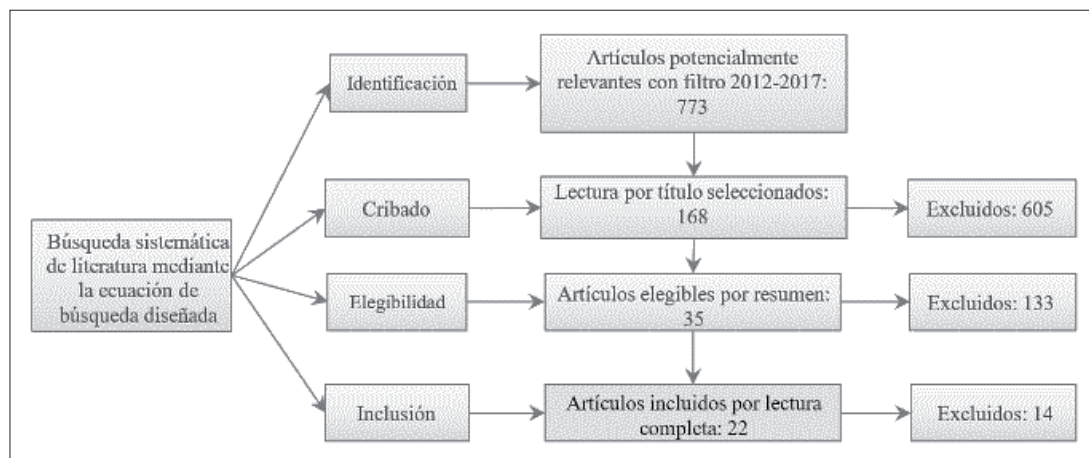 Identificación
Artículos potencialmente
relevantes con filtro 2012-2017:
773
Cribado
Lectura por título seleccionados:
168
Excluidos: 605
Búsqueda sistemática
de literatura mediante
la ecuación de
búsqueda diseñada
Elegibilidad
Artículos elegibles por resumen:
35
Excluidos: 133
Inclusión
Artículos incluidos por lectura
completa: 22
Excluidos: 14